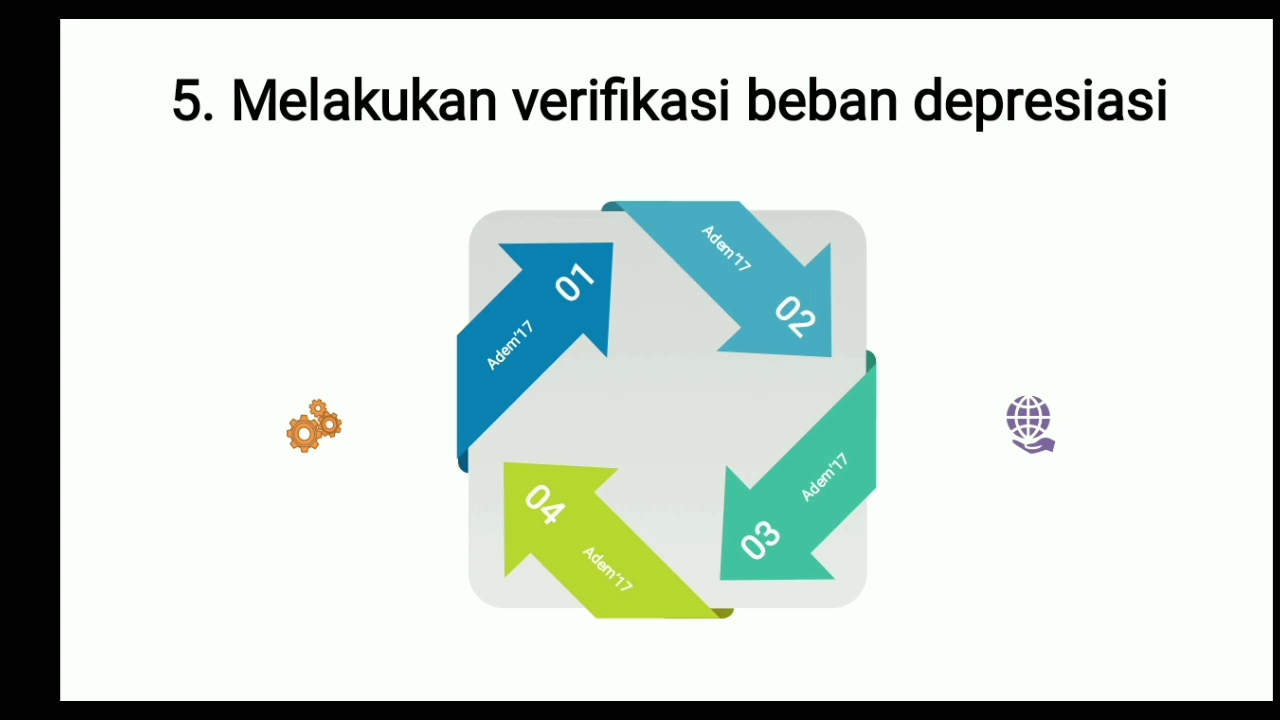 5. Melakukan verifikasi beban depresiasi
01
Adem'17
Adem'17
02
Adem'17
03
04
Adem'17